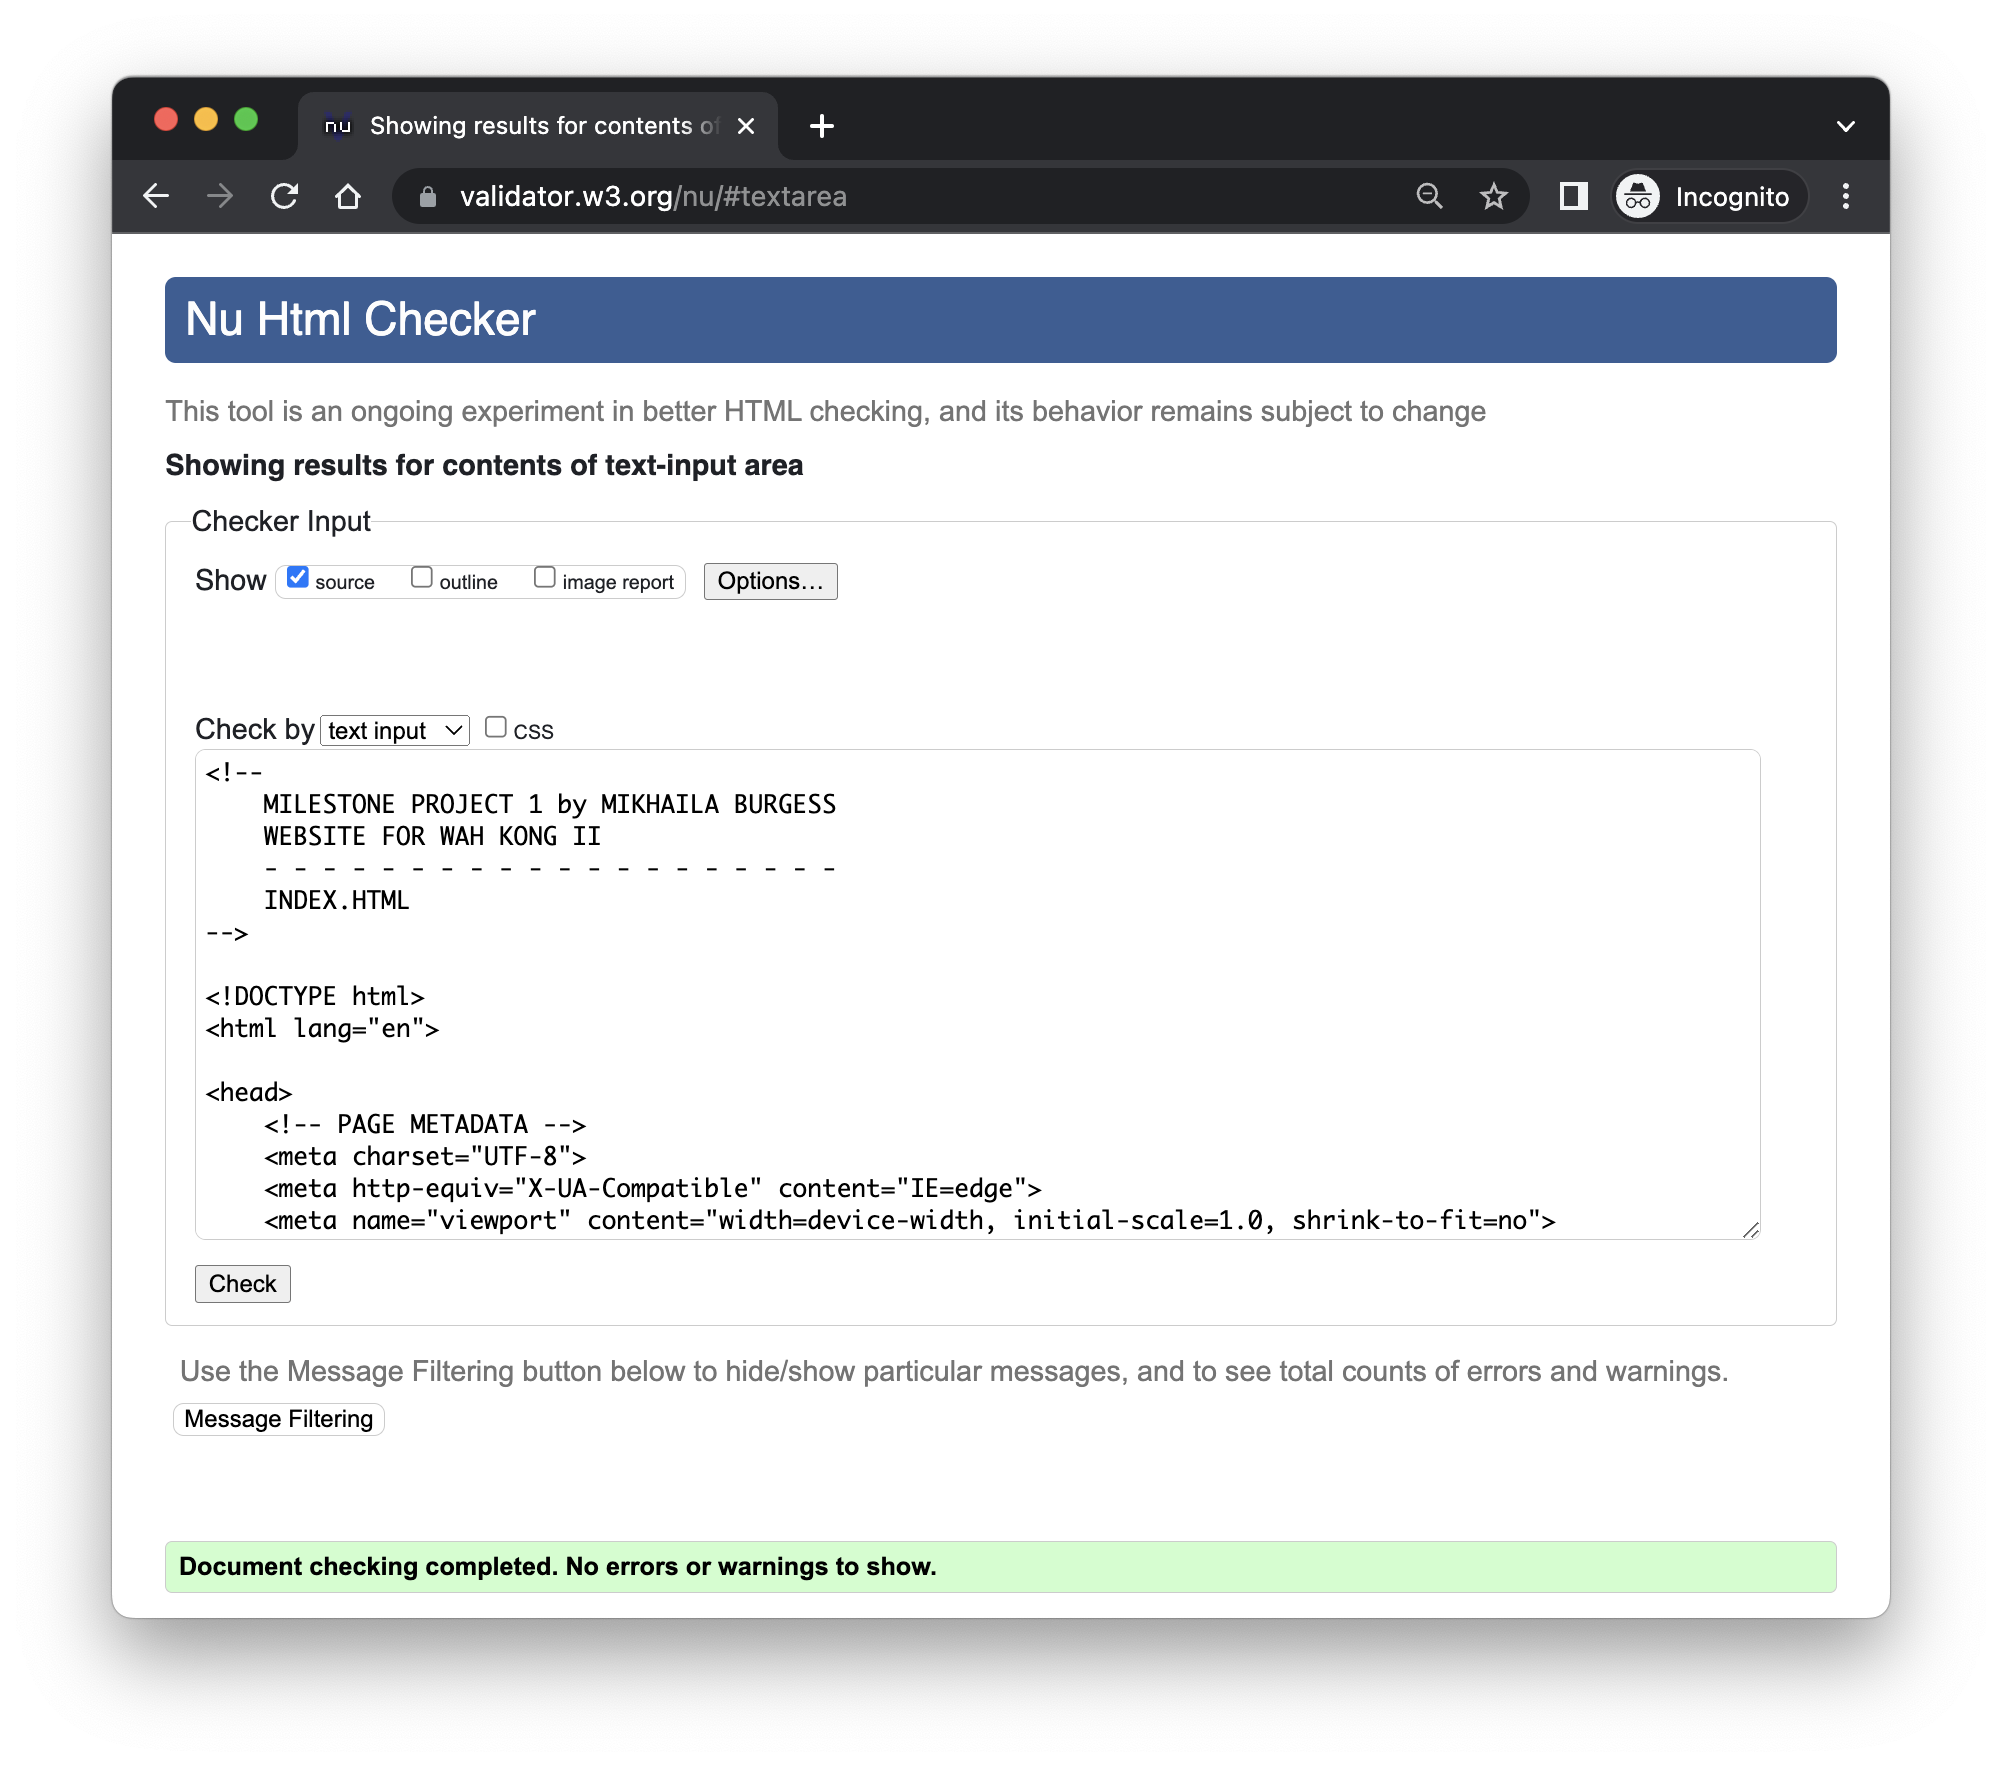 nu Showing results for contents of
validator.w3.org/nu/#textarea
Incognito
Nu Html Checker
This tool is an ongoing experiment in better HTML checking, and its behavior remains subject to change
Showing results for contents of text-input area
Checker Input
Show source outline image report Options...
Check by text input CSS
<!--
    MILESTONE PROJECT 1 by MIKHAILA BURGESS
    WEBSITE FOR WAH KONG II
    - - - - - - - - - - - - - - - - - - - -
    INDEX.HTML
-->
<!DOCTYPE html>
<html lang="en">
<head>
    <!-- PAGE METADATA -->
    <meta charset="UTF-8">
    <meta http-equiv="X-UA-Compatible" content="IE=edge">
    <meta name="viewport" content="width=device-width, initial-scale=1.0, shrink-to-fit=no">
Check
Use the Message Filtering button below to hide/show particular messages, and to see total counts of errors and warnings.
Message Filtering
Document checking completed. No errors or warnings to show.